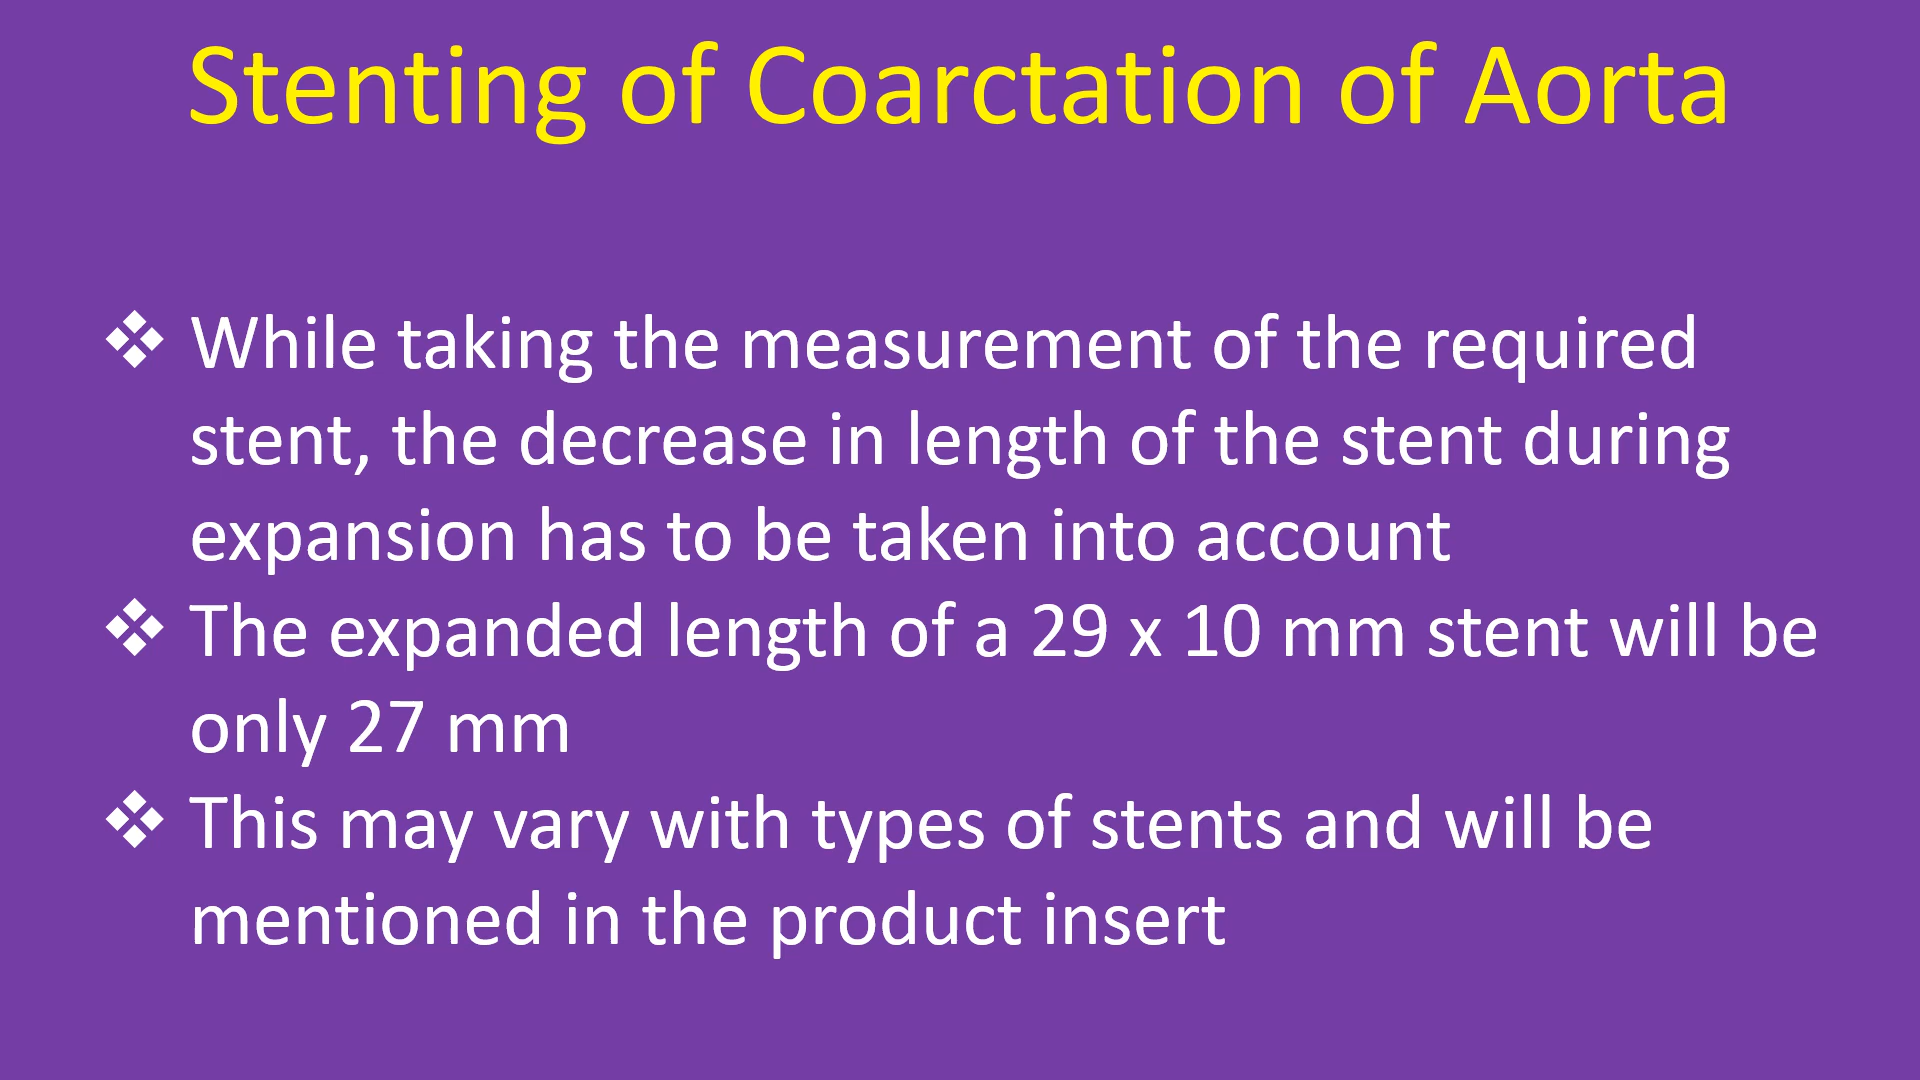 Stenting of Coarctation of Aorta
❖ While taking the measurement of the required
stent, the decrease in length of the stent during
expansion has to be taken into account
❖ The expanded length of a 29 x 10 mm stent will be
only 27 mm
❖ This may vary with types of stents and will be
mentioned in the product insert